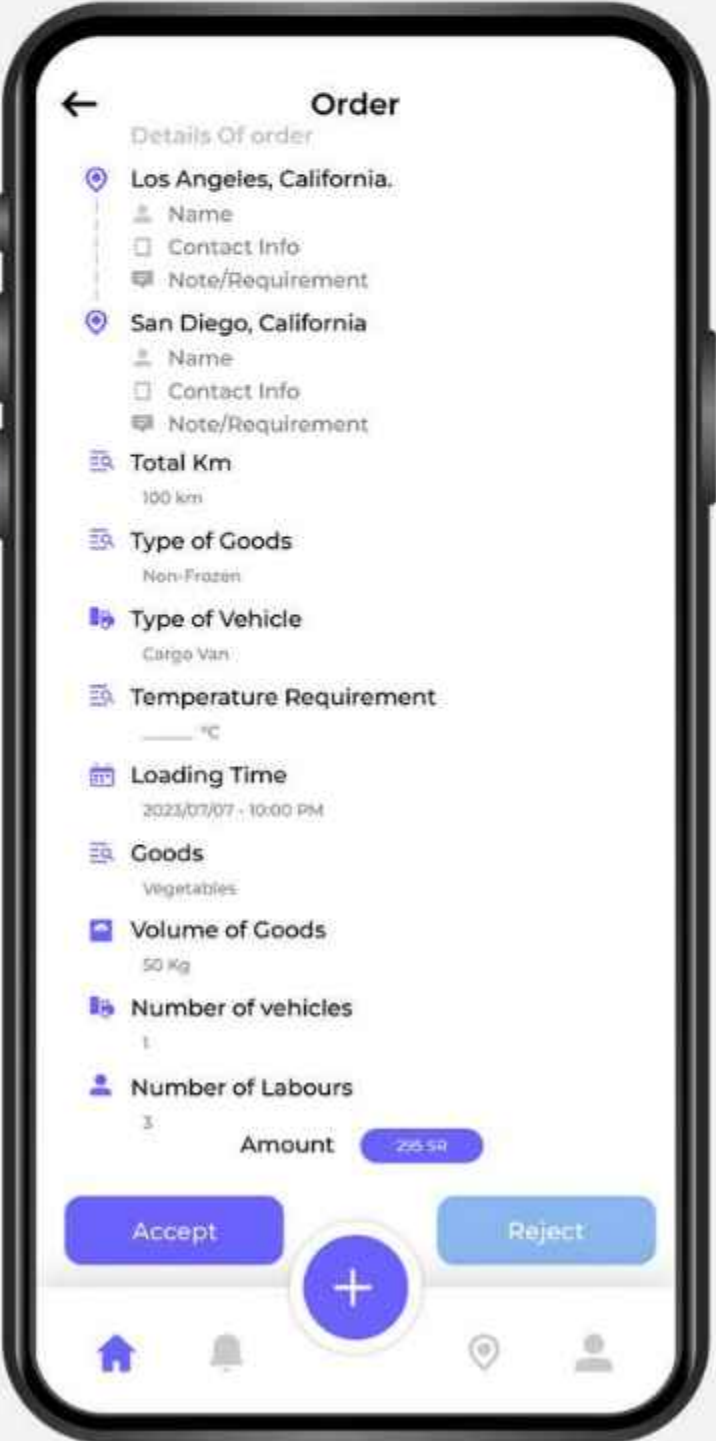 Order
Details Of order
Los Angeles, California.
Name
Contact Info
Note/Requirement
San Diego, California
Name
Contact Info
Note/Requirement
Total Km
100 km
Type of Goods
Non-Frozen
Type of Vehicle
Cargo Van
Temperature Requirement
_____ °C
Loading Time
2023/07/07 - 10:00 PM
Goods
Vegetables
Volume of Goods
50 Kg
Number of vehicles
1
Number of Labours
3
Amount 295 SR
Accept Reject